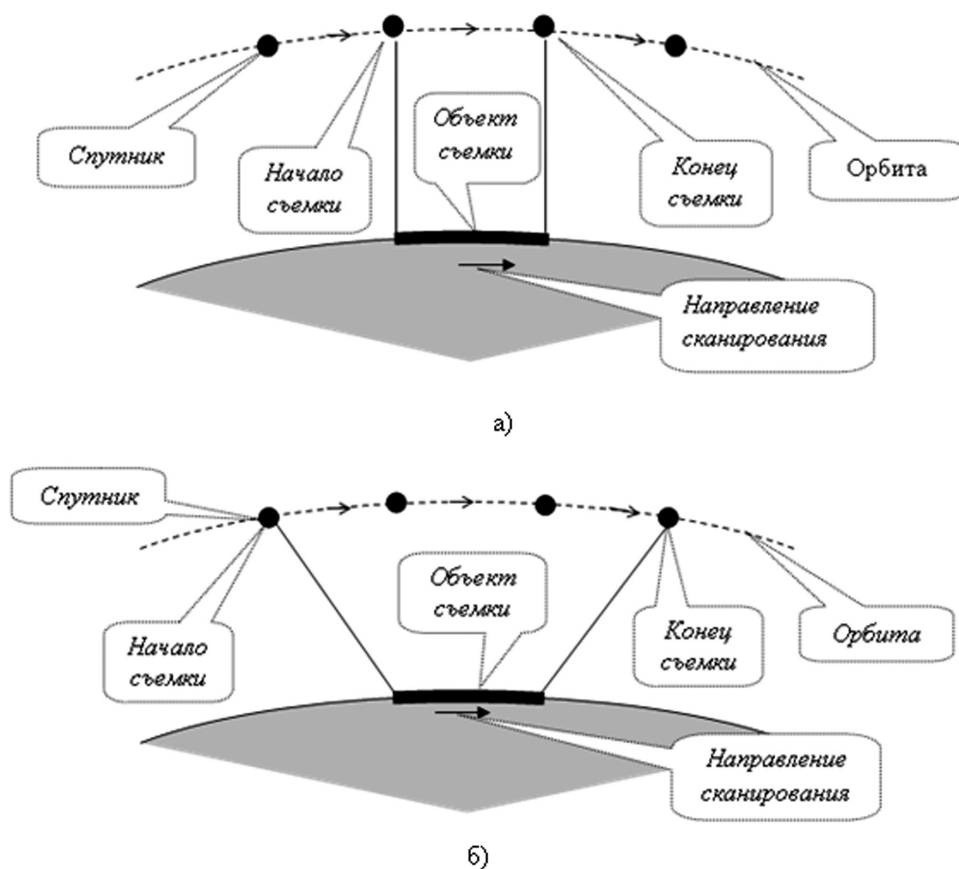 Спутник
Начало
съемки
Объект
съемки
Конец
съемки
Орбита
Направление
сканирования
а)
Спутник
Начало
съемки
Объект
съемки
Конец
съемки
Орбита
Направление
сканирования
б)